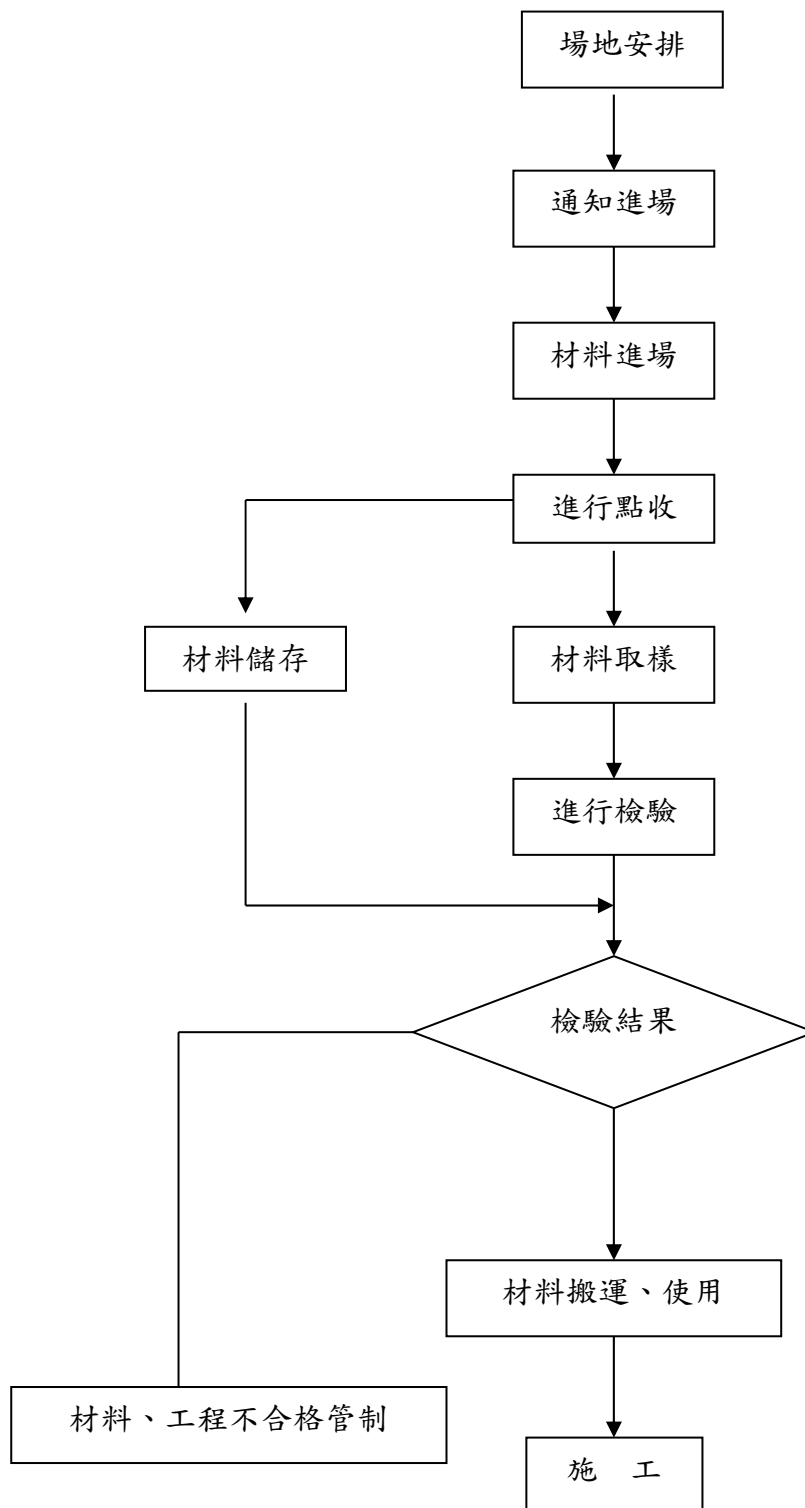 場地安排
通知進場
材料進場
進行點收
材料儲存
材料取樣
進行檢驗
檢驗結果
材料搬運、使用
材料、工程不合格管制
施　工